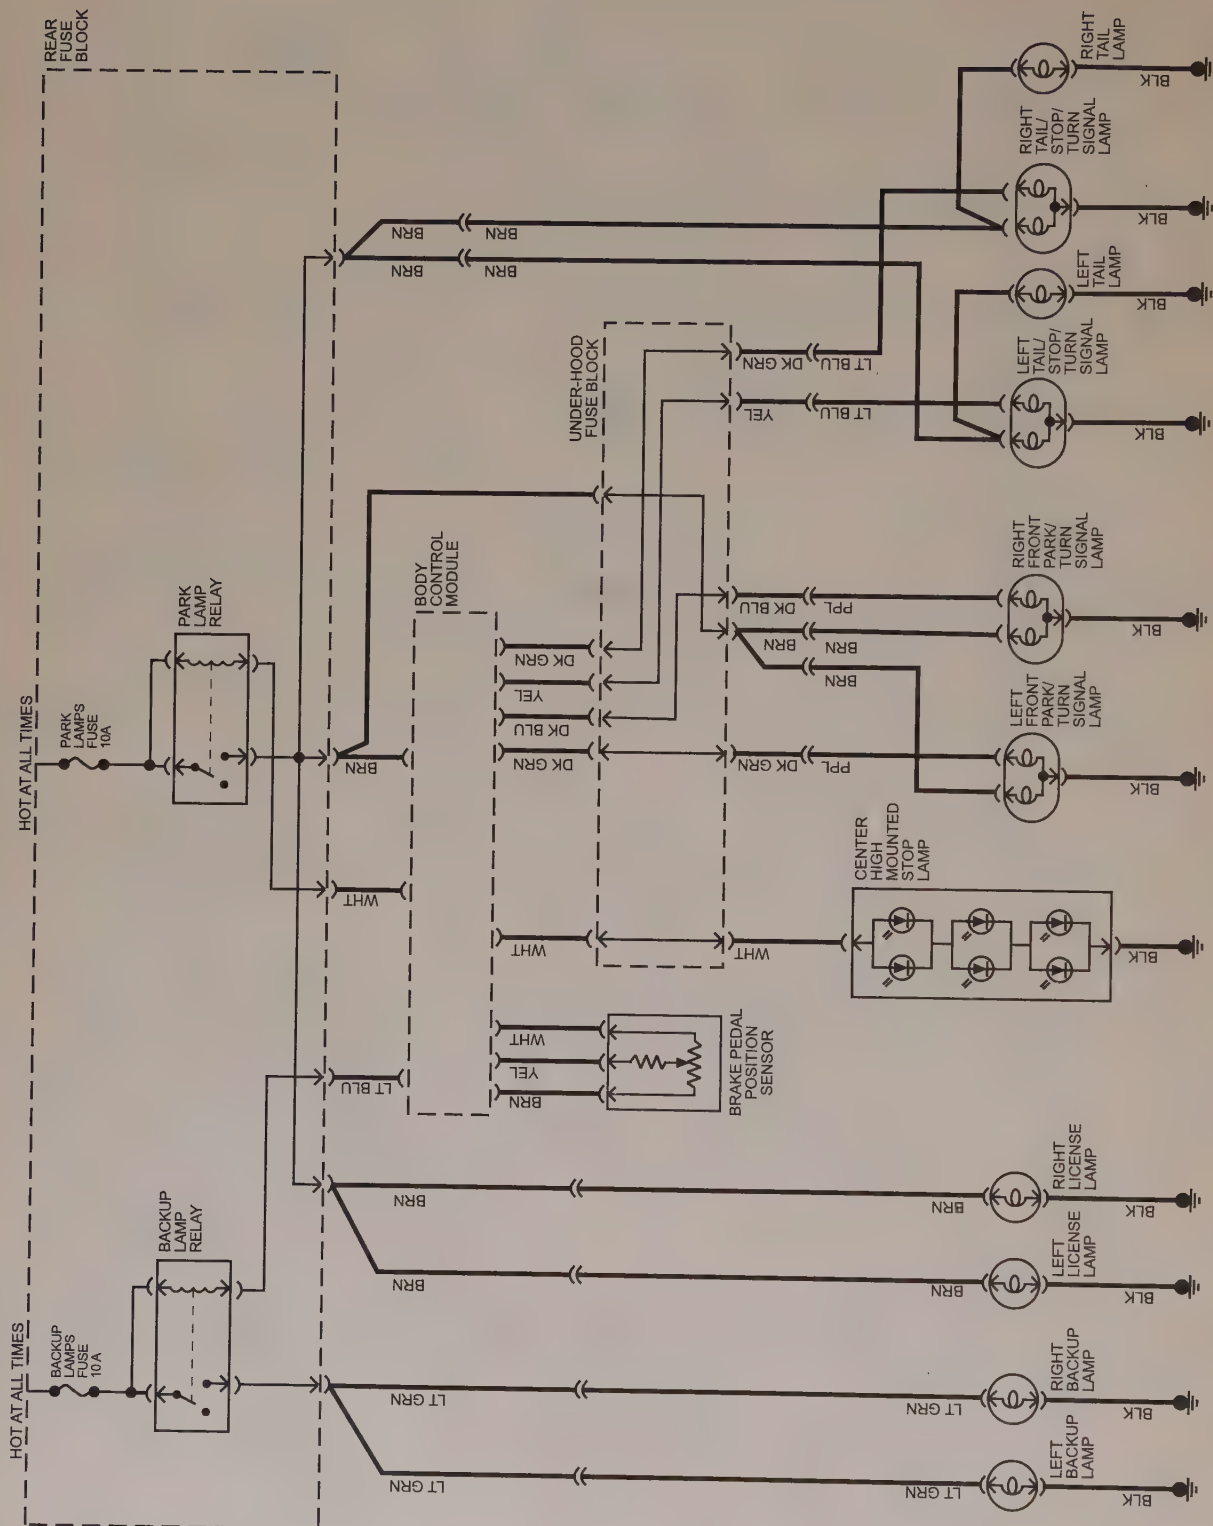 REAR
FUSE
BLOCK
HOT AT ALL TIMES
PARK
LAMPS
FUSE
10A
PARK
LAMP
RELAY
HOT AT ALL TIMES
BACKUP
LAMPS
FUSE
10 A
BACKUP
LAMP
RELAY
BRN
BRN
BRN
BRN
UNDER-HOOD
FUSE BLOCK
DK GRN
LT BLU
YEL
LT BLU
BODY
CONTROL
MODULE
BRN
WHT
LT BLU
DK GRN
YEL
DK BLU
DK GRN
WHT
WHT
YEL
BRN
DK BLU
PPL
BRN
BRN
BRN
DK GRN
PPL
WHT
BRAKE PEDAL
POSITION
SENSOR
CENTER
HIGH
MOUNTED
STOP
LAMP
BLK
RIGHT
TAIL
LAMP
BLK
RIGHT
TAIL/
STOP/
TURN
SIGNAL
LAMP
BLK
LEFT
TAIL
LAMP
BLK
LEFT
TAIL/
STOP/
TURN
SIGNAL
LAMP
BLK
RIGHT
FRONT
PARK/
TURN
SIGNAL
LAMP
BLK
LEFT
FRONT
PARK/
TURN
SIGNAL
LAMP
BLK
BRN
BRN
RIGHT
LICENSE
LAMP
BLK
BRN
BRN
LEFT
LICENSE
LAMP
BLK
LT GRN
LT GRN
RIGHT
BACKUP
LAMP
BLK
LT GRN
LT GRN
LEFT
BACKUP
LAMP
BLK